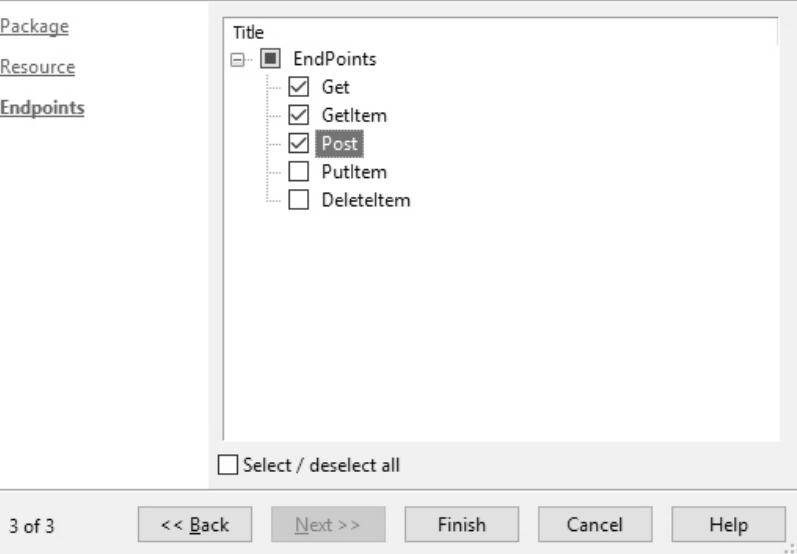 Package
Resource
Endpoints
Title
EndPoints
Get
GetItem
Post
PutItem
DeleteItem
Select / deselect all
3 of 3
<< Back
Next >>
Finish
Cancel
Help